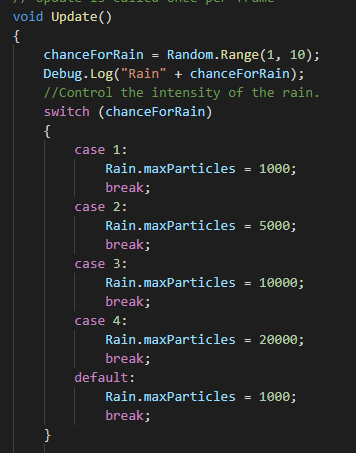 // Update is called once per frame
void Update()
{
chanceForRain = Random.Range(1, 10);
Debug.Log("Rain" + chanceForRain);
//Control the intensity of the rain.
switch (chanceForRain)
{
case 1:
Rain.maxParticles = 1000;
break;
case 2:
Rain.maxParticles = 5000;
break;
case 3:
Rain.maxParticles = 10000;
break;
case 4:
Rain.maxParticles = 20000;
break;
default:
Rain.maxParticles = 1000;
break;
}